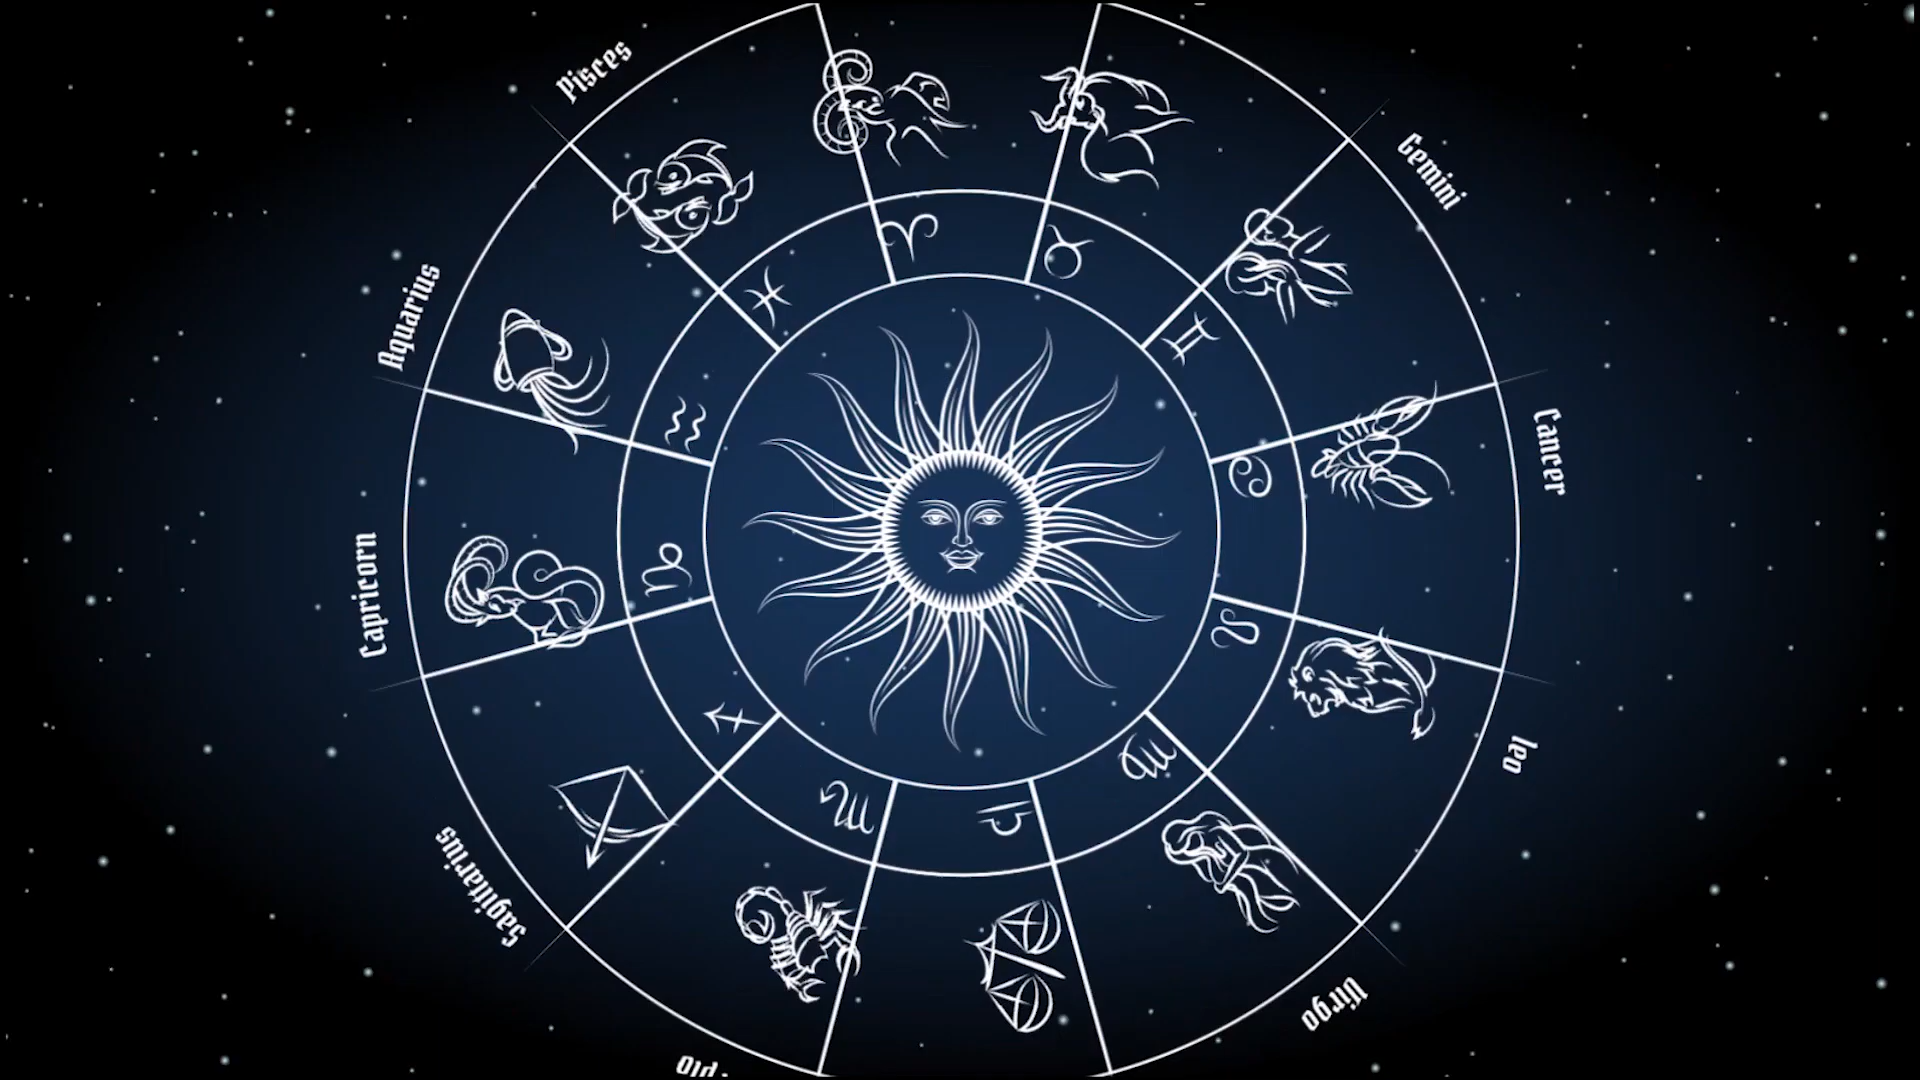 Pisces
Gemini
Cancer
Leo
Virgo
Sagittarius
Capricorn
Aquarius